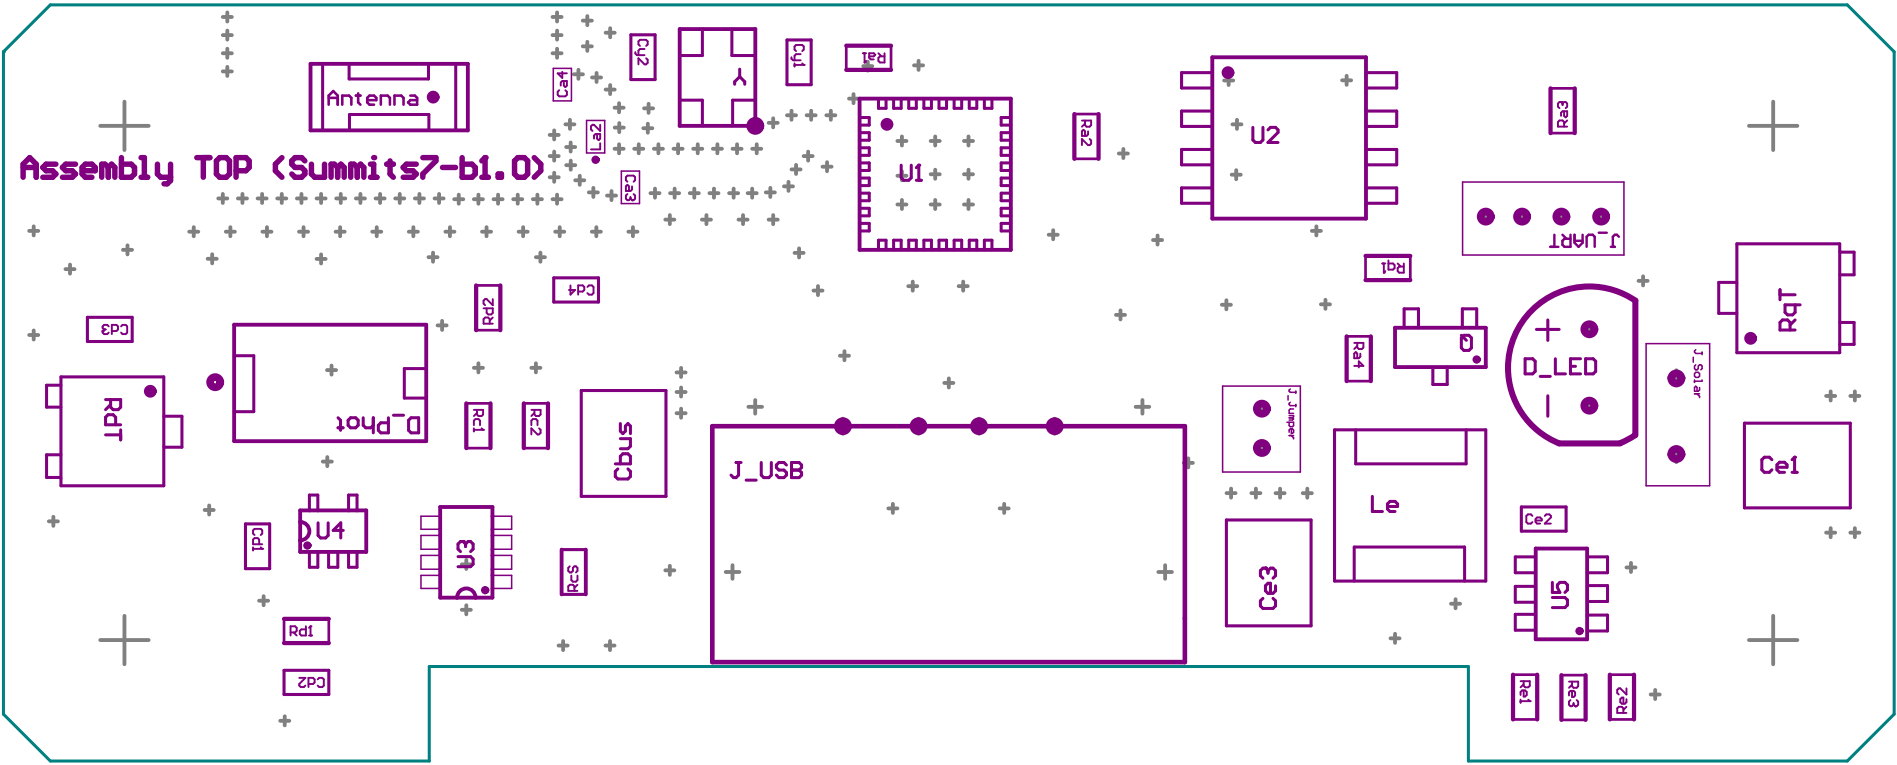 Cy2
Cy1
Ra1
Ca4
Y
Antenna
Ra3
La2
Ra2
U2
Assembly TOP (Summits7-b1.0)
U1
Ca3
J_UART
Rq1
Cd4
Rd2
RqT
Cd3
Ra4
Q
+
D_LED
J_Solar
-
J_Jumper
TPT
D_Phot
Rc1
Rc2
Cbus
J_USB
Ce1
Le
Ce2
U4
Cd1
U3
RcS
Ce3
U5
Rd1
Cd2
Re1
Re3
Re2